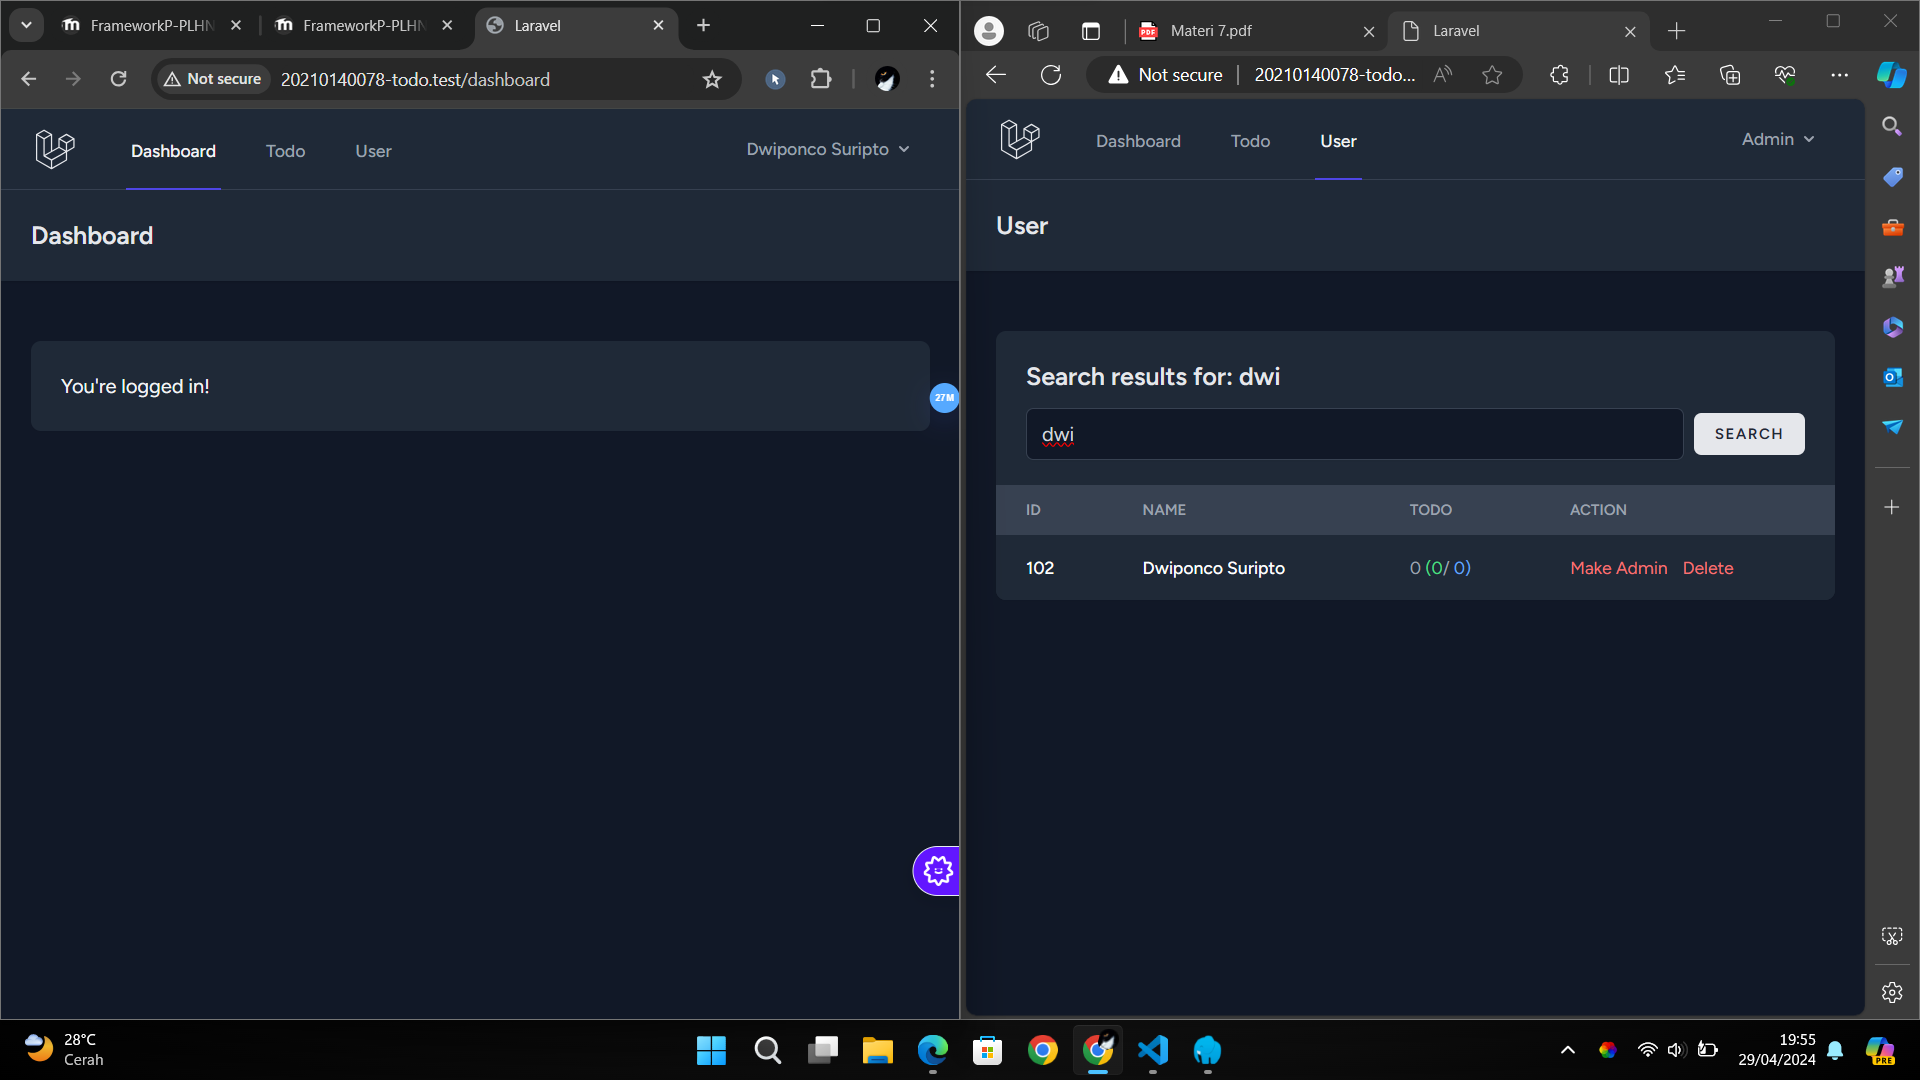 FrameworkP-PLHN
FrameworkP-PLHN
Laravel
Not secure
20210140078-todo.test/dashboard
Dashboard
Todo
User
Dwiponco Suripto
Dashboard
You're logged in!
27M
Materi 7.pdf
Laravel
Not secure
20210140078-todo...
Dashboard
Todo
User
Admin
User
Search results for: dwi
dwi
SEARCH
ID NAME TODO ACTION
102 Dwiponco Suripto 0 (0/ 0) Make Admin Delete
28°C
Cerah
19:55
29/04/2024
PRE